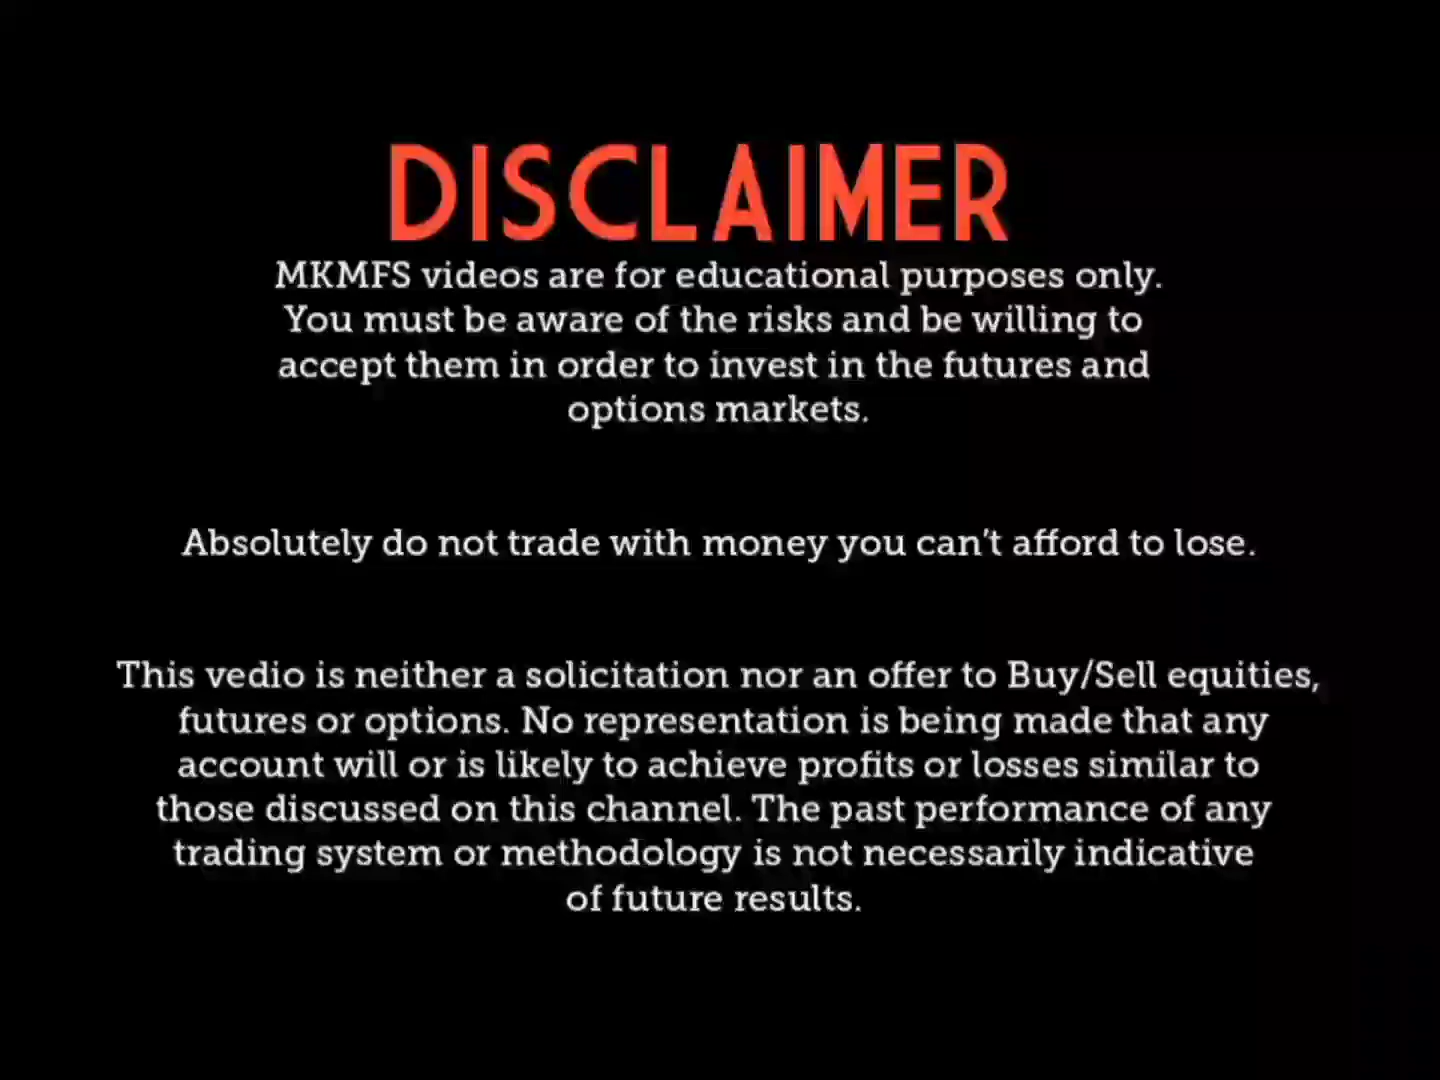 DISCLAIMER
MKMFS videos are for educational purposes only.
You must be aware of the risks and be willing to
accept them in order to invest in the futures and
options markets.
Absolutely do not trade with money you can't afford to lose.
This vedio is neither a solicitation nor an offer to Buy/Sell equities,
futures or options. No representation is being made that any
account will or is likely to achieve profits or losses similar to
those discussed on this channel. The past performance of any
trading system or methodology is not necessarily indicative
of future results.